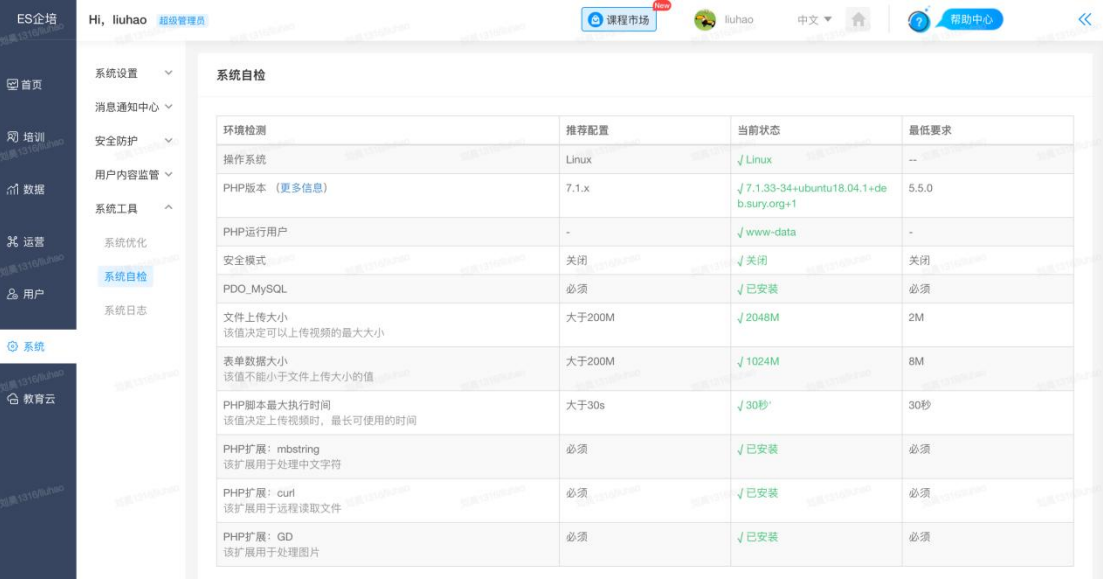 ES企培
Hi, liuhao 超级管理员
课程市场
New
liuhao
中文
帮助中心
首页
培训
数据
运营
用户
系统
教育云
系统设置
消息通知中心
安全防护
用户内容监管
系统工具
系统优化
系统自检
系统日志
系统自检
环境检测 推荐配置 当前状态 最低要求
操作系统 Linux √ Linux --
PHP版本 （更多信息） 7.1.x √ 7.1.33-34+ubuntu18.04.1+de 5.5.0
b.sury.org+1
PHP运行用户 - √ www-data -
安全模式 关闭 √ 关闭 关闭
PDO_MySQL 必须 √ 已安装 必须
文件上传大小 大于200M √ 2048M 2M
该值决定可以上传视频的最大大小
表单数据大小 大于200M √ 1024M 8M
该值不能小于文件上传大小的值
PHP脚本最大执行时间 大于30s √ 30秒` 30秒
该值决定上传视频时，最长可使用的时间
PHP扩展：mbstring 必须 √ 已安装 必须
该扩展用于处理中文字符
PHP扩展：curl 必须 √ 已安装 必须
该扩展用于远程读取文件
PHP扩展：GD 必须 √ 已安装 必须
该扩展用于处理图片